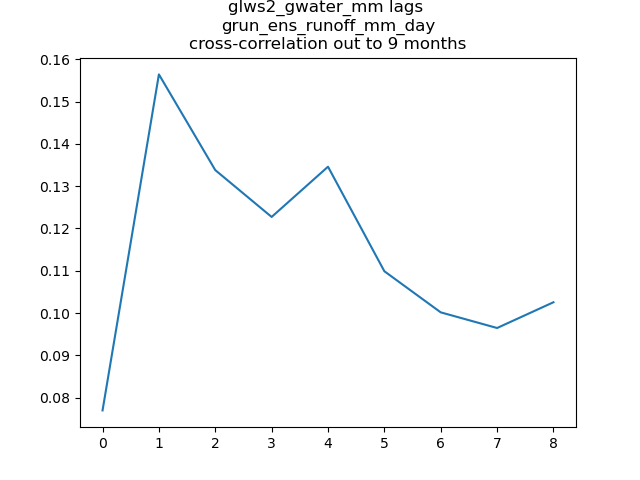 glws2_gwater_mm lags
grun_ens_runoff_mm_day
cross-correlation out to 9 months
0.16
0.15
0.14
0.13
0.12
0.11
0.10
0.09
0.08
0 1 2 3 4 5 6 7 8